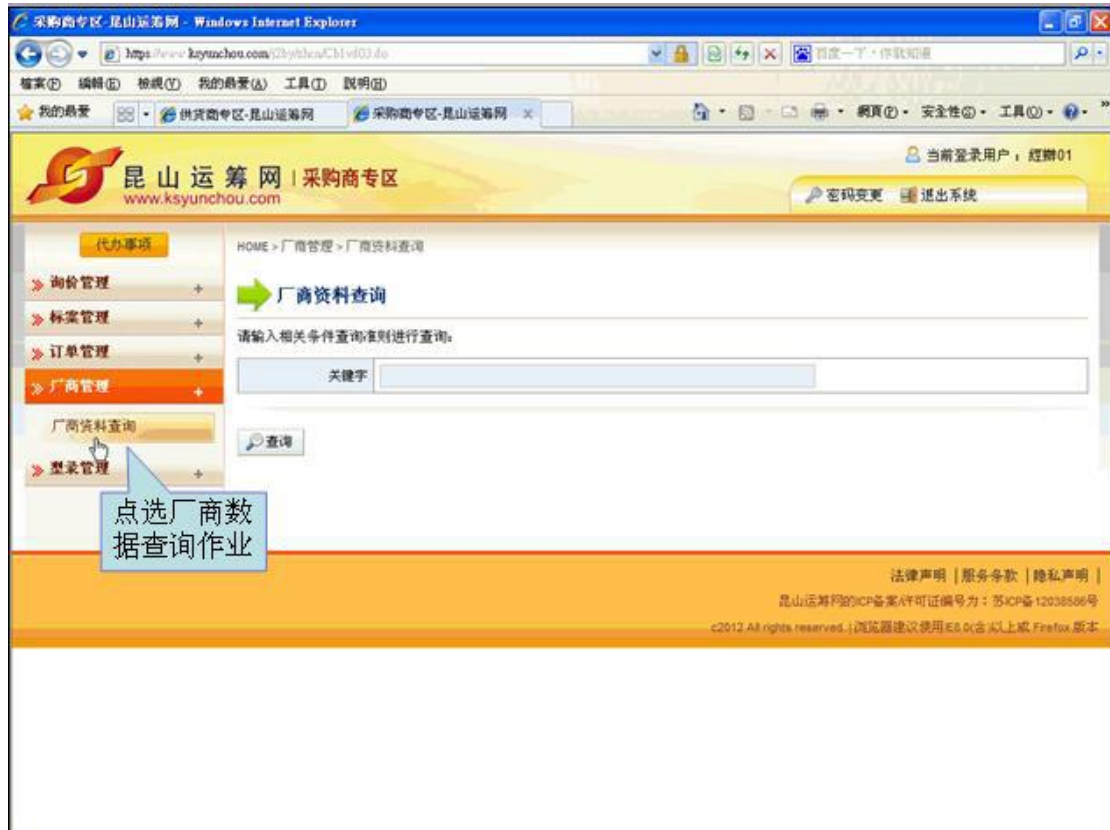 采购商专区-昆山运筹网 - Windows Internet Explorer
https://www.ksyunchou.com
百度一下，你就知道
檔案(F) 編輯(E) 檢視(V) 我的最愛(A) 工具(T) 説明(H)
我的最愛
供货商专区-昆山运筹网
采购商专区-昆山运筹网
網頁(P)
安全性(S)
工具(O)
昆山运筹网 | 采购商专区
www.ksyunchou.com
当前登录用户：經辦01
密码变更
退出系统
代办事项
HOME > 厂商管理 > 厂商资料查询
询价管理
标案管理
订单管理
厂商管理
厂商资料查询
型录管理
厂商资料查询
请输入相关条件查询准则进行查询。
关键字
查询
点选厂商数
据查询作业
法律声明 | 服务条款 | 隐私声明 |
昆山运筹网的ICP备案/许可证编号为：苏ICP备12038586号
c2012 All rights reserved. | 浏览器建议使用IE8.0(含)以上或 Firefox 版本